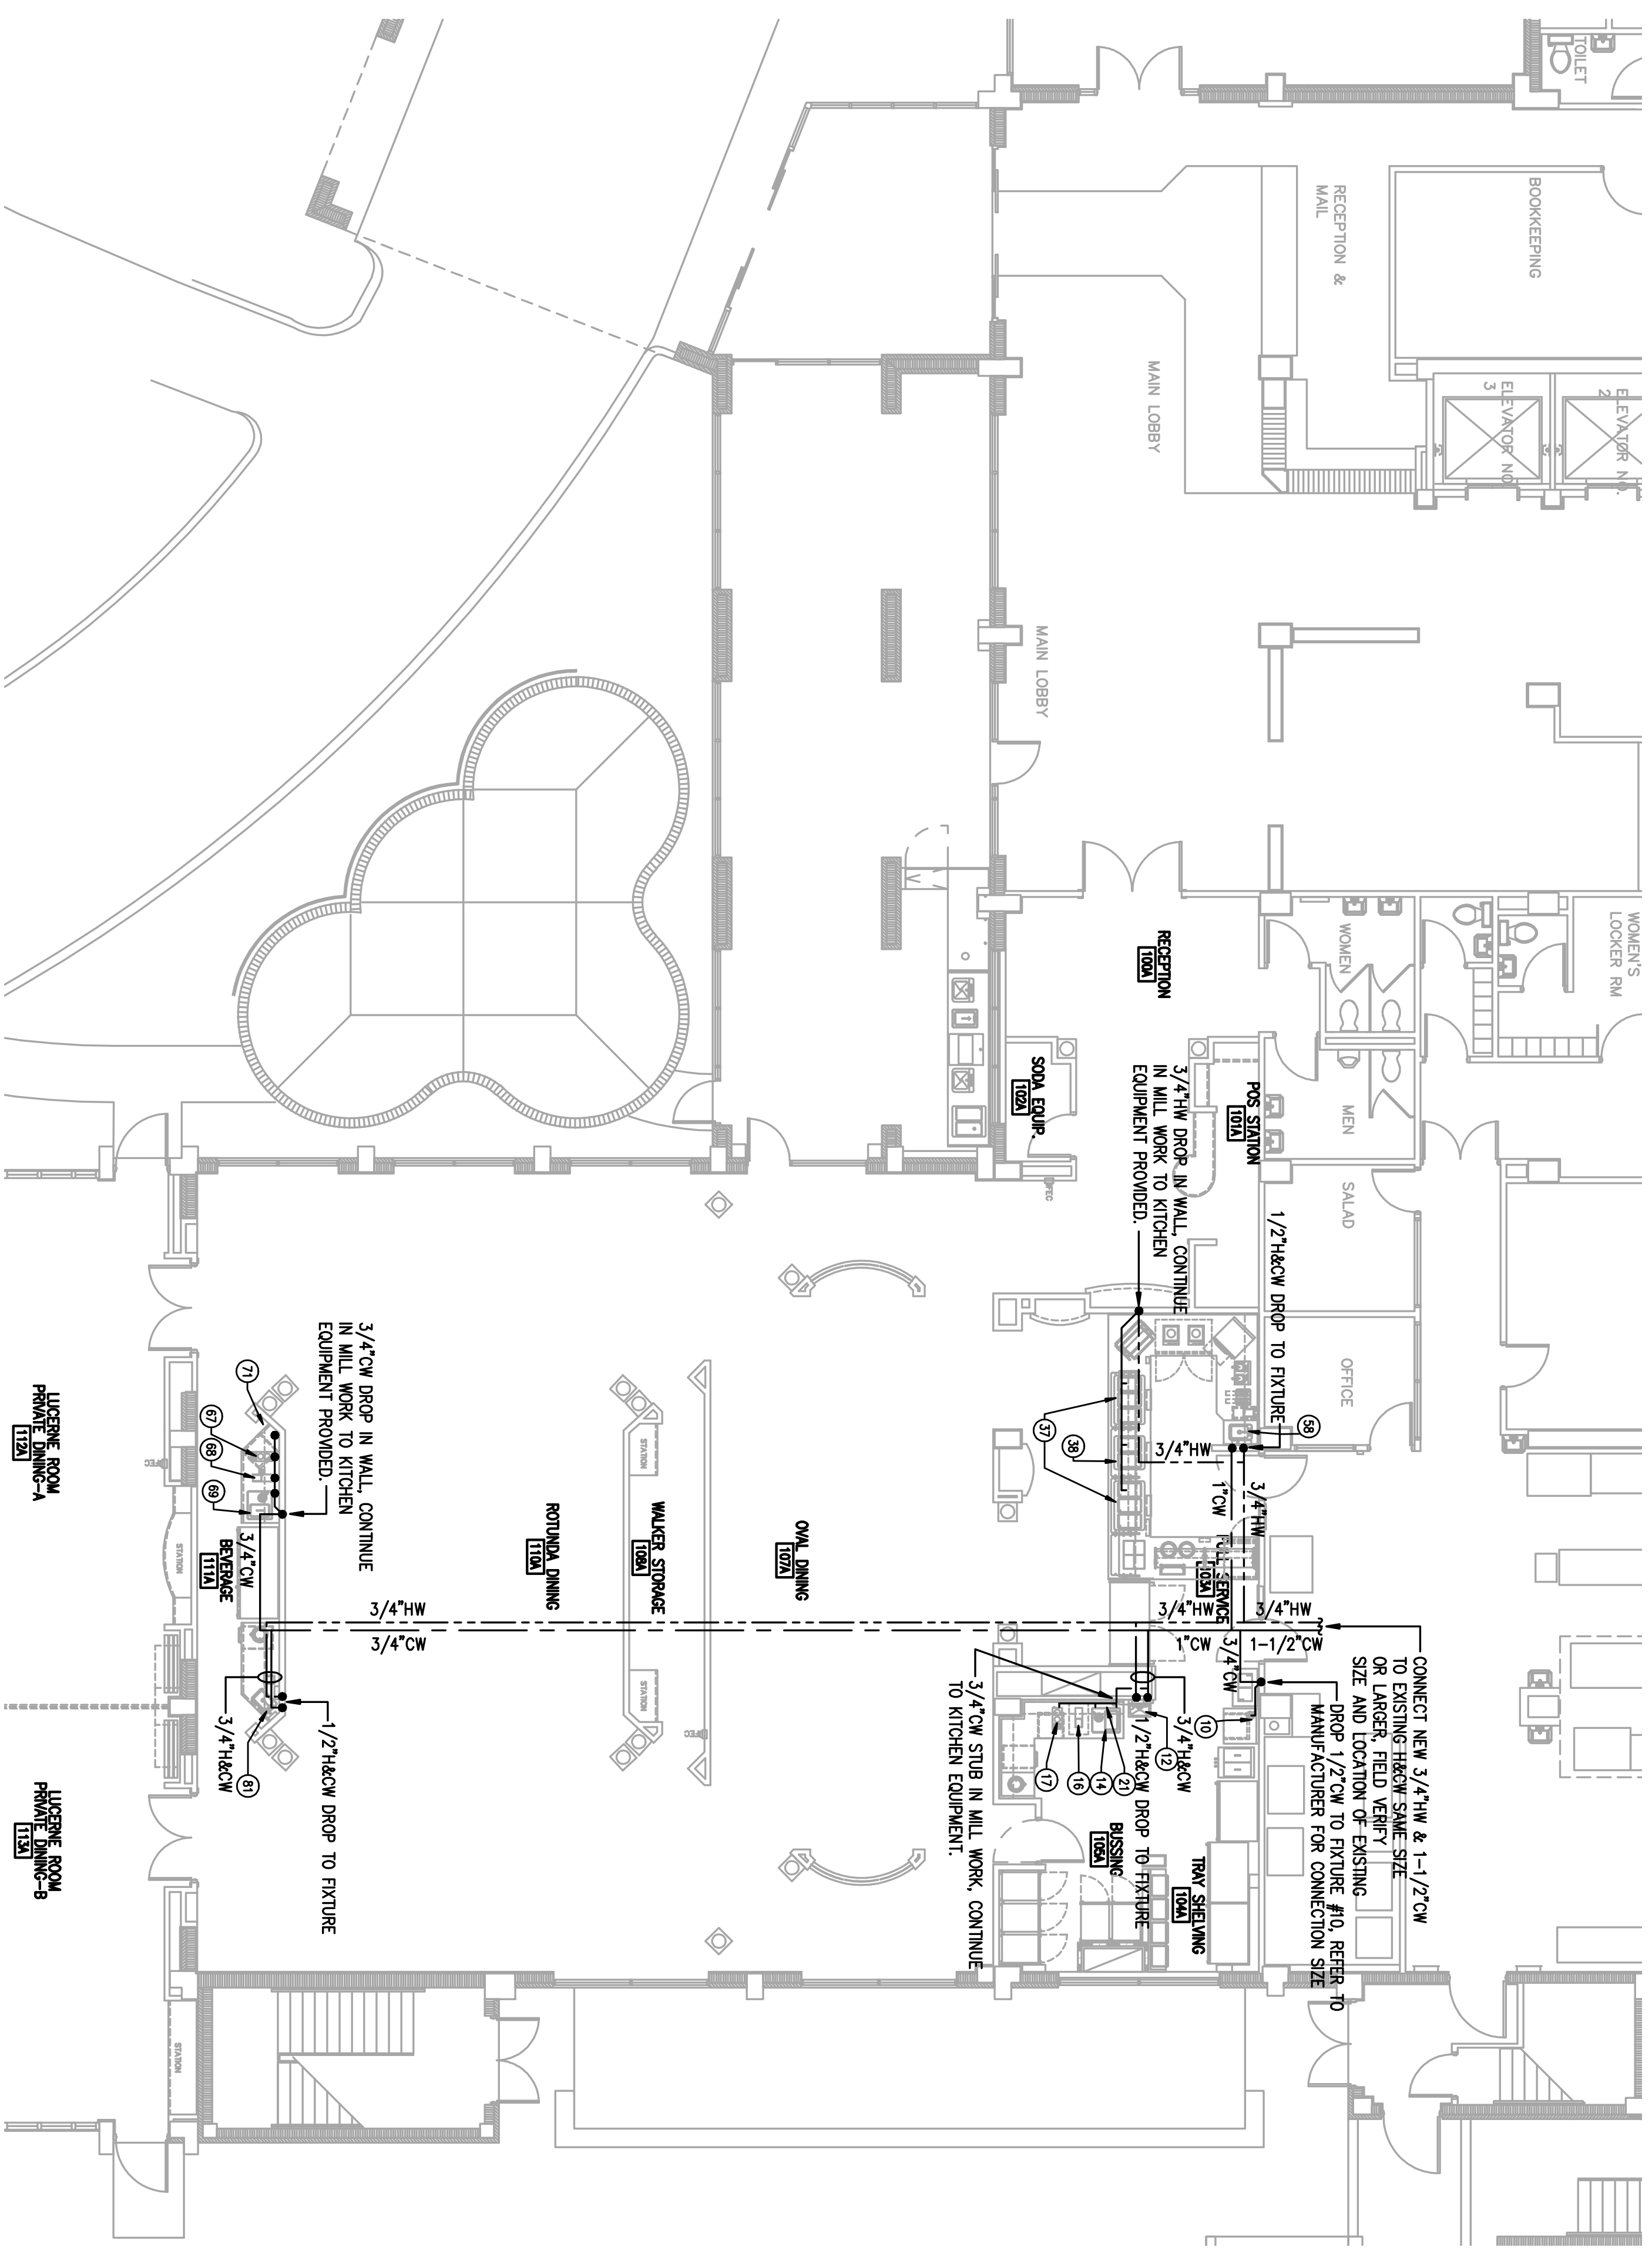 TOILET
BOOKKEEPING
RECEPTION &
MAIL
ELEVATOR NO.
2
ELEVATOR NO.
3
MAIN LOBBY
MAIN LOBBY
WOMEN'S
LOCKER RM
WOMEN
MEN
SALAD
OFFICE
RECEPTION
100A
SODA EQUIP.
102A
POS STATION
101A
FEC
3/4"HW DROP IN WALL, CONTINUE
IN MILL WORK TO KITCHEN
EQUIPMENT PROVIDED.
1/2"H&CW DROP TO FIXTURE
58
37
38
3/4"HW
1"CW
3/4"HW
FULL SERVICE
103A
3/4"HW
3/4"HW
1"CW
3/4"CW
1-1/2"CW
CONNECT NEW 3/4"HW & 1-1/2"CW
TO EXISTING H&CW SAME SIZE
OR LARGER, FIELD VERIFY
SIZE AND LOCATION OF EXISTING
DROP 1/2"CW TO FIXTURE #10, REFER TO
MANUFACTURER FOR CONNECTION SIZE
10
12
3/4"H&CW
1/2"H&CW DROP TO FIXTURE
21
14
16
17
3/4"CW STUB IN MILL WORK, CONTINUE
TO KITCHEN EQUIPMENT.
TRAY SHELVING
104A
BUSSING
105A
OVAL DINING
107A
WALKER STORAGE
108A
STATION
STATION
FEC
ROTUNDA DINING
110A
3/4"HW
3/4"CW
3/4"CW DROP IN WALL, CONTINUE
IN MILL WORK TO KITCHEN
EQUIPMENT PROVIDED.
71
67
68
69
3/4"CW
BEVERAGE
111A
3/4"H&CW
81
1/2"H&CW DROP TO FIXTURE
FEC
STATION
STATION
LUCERNE ROOM
PRIVATE DINING-A
112A
LUCERNE ROOM
PRIVATE DINING-B
113A